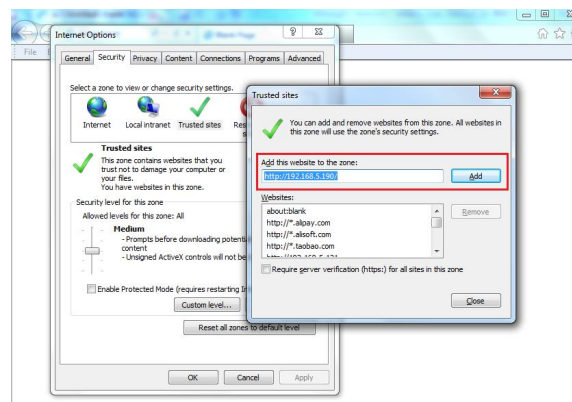 Internet Options
File
General Security Privacy Content Connections Programs Advanced
Select a zone to view or change security settings.
Internet Local intranet Trusted sites
Trusted sites
This zone contains websites that you
trust not to damage your computer or
your files.
You have websites in this zone.
Security level for this zone
Allowed levels for this zone: All
Medium
- Prompts before downloading
content
- Unsigned ActiveX controls will not be
Enable Protected Mode (requires restarting
Custom level...
Reset all zones to default level
OK Cancel Apply
Trusted sites
You can add and remove websites from this zone. All websites in
this zone will use the zone's security settings.
Add this website to the zone:
http://192.168.5.190/
Add
Websites:
about:blank
http://*.alipay.com
http://*.alisoft.com
http://*.taobao.com
Remove
Require server verification (https:) for all sites in this zone
Close